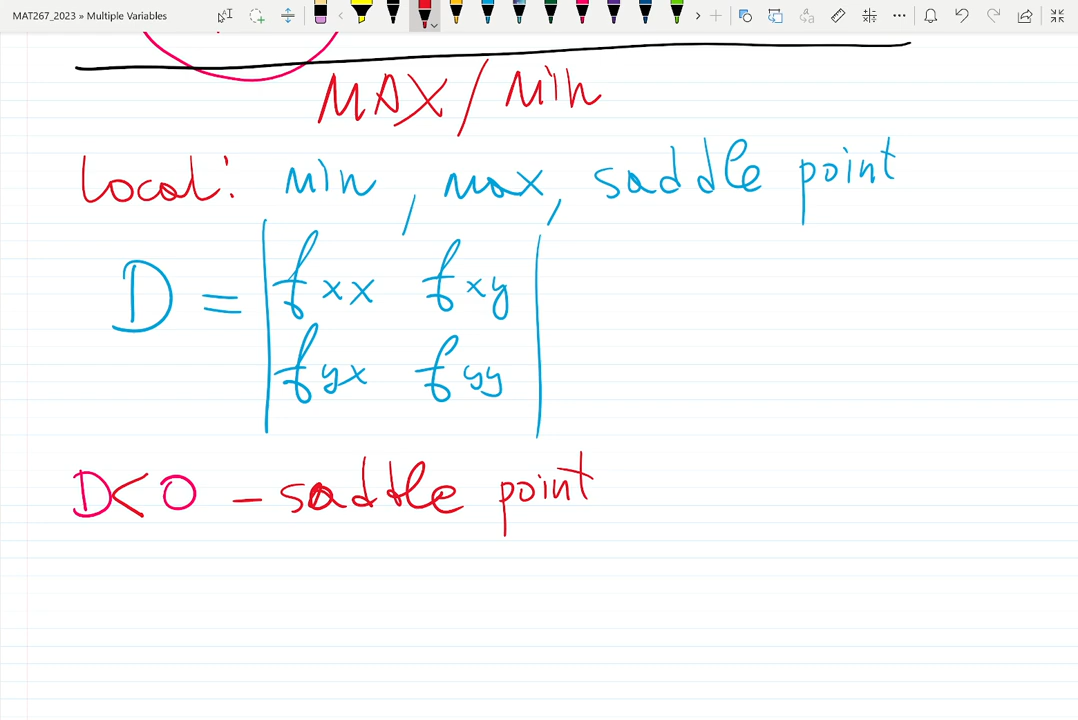 MAT267_2023 » Multiple Variables
MAX/Min
Local: min, max, saddle point
D = | fxx fxy |
| fyx fyy |
D<0 – saddle point